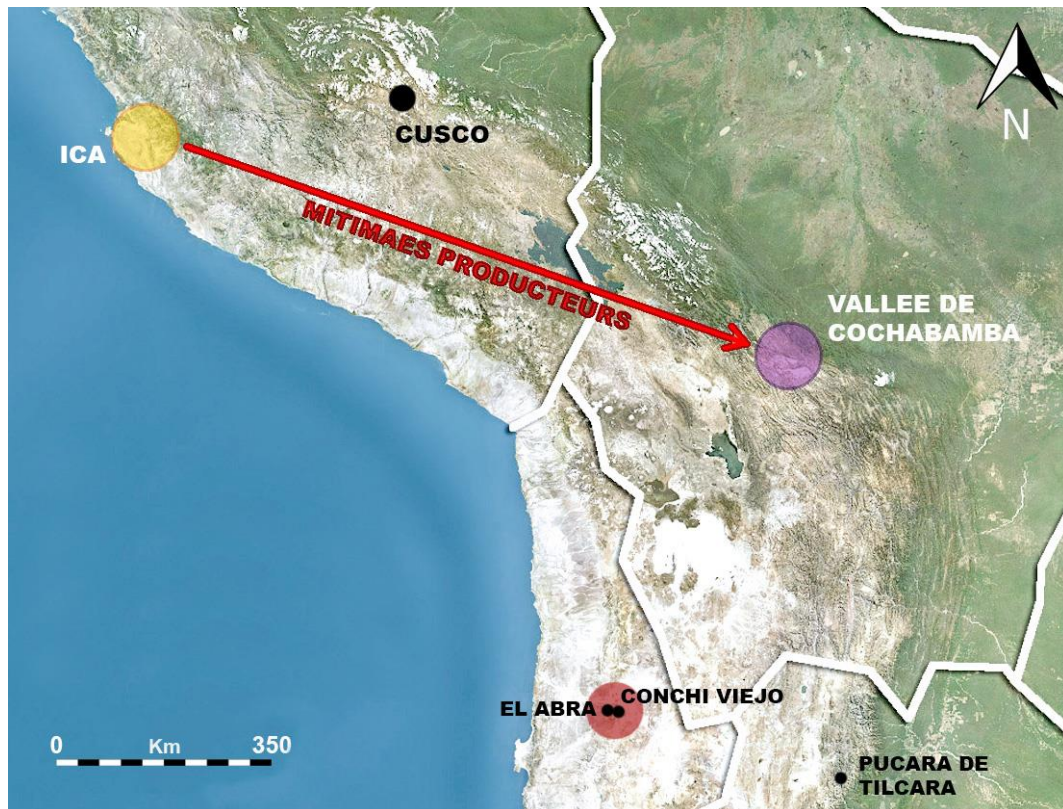 N
CUSCO
ICA
MITIMAES PRODUCTEURS
VALLEE DE
COCHABAMBA
CONCHI VIEJO
EL ABRA
0 Km 350
PUCARA DE
TILCARA